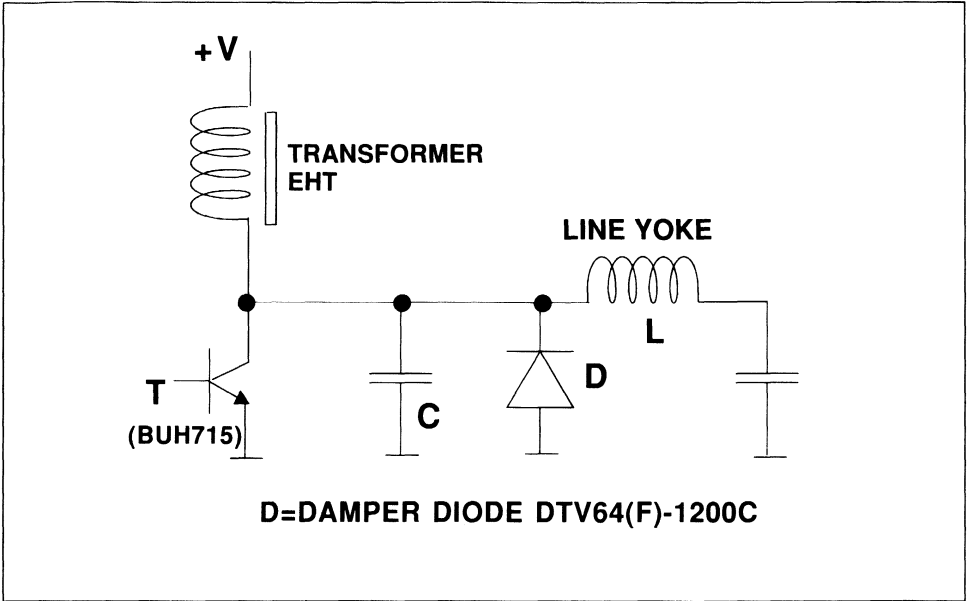 +V
TRANSFORMER
EHT
LINE YOKE
L
T
(BUH715)
C
D
D=DAMPER DIODE DTV64(F)-1200C